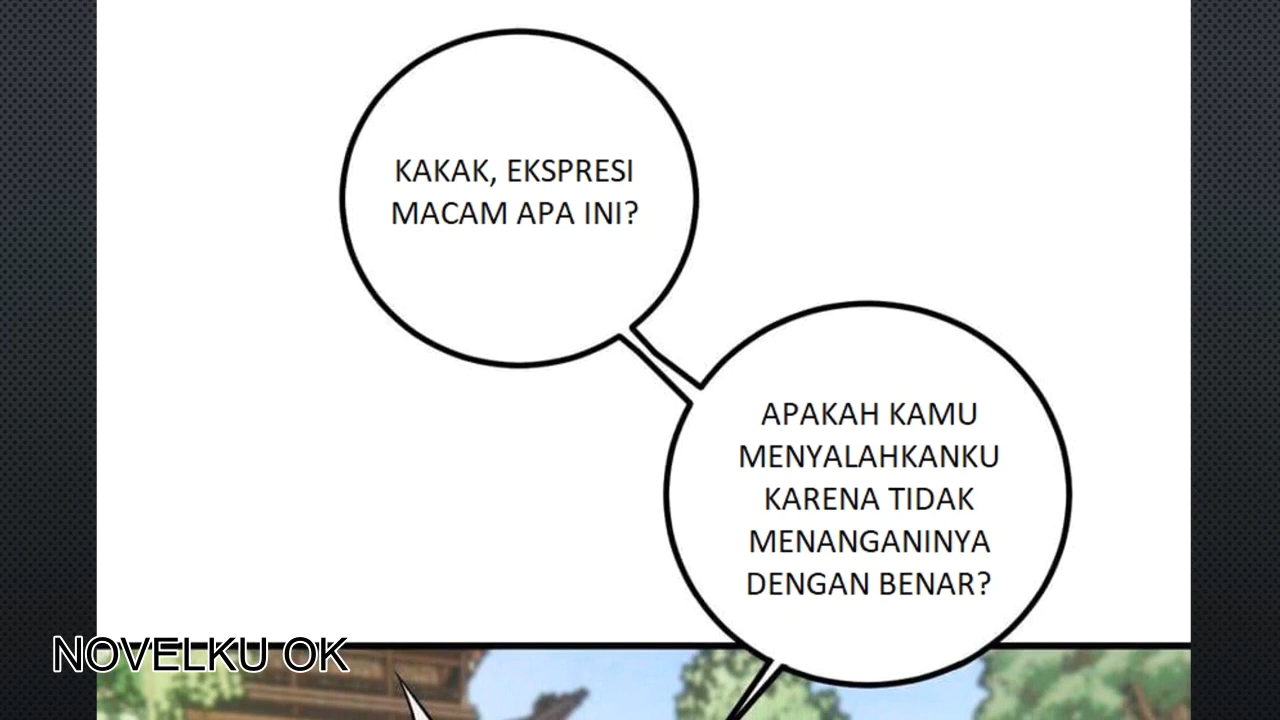 KAKAK, EKSPRESI
MACAM APA INI?
APAKAH KAMU
MENYALAHKANKU
KARENA TIDAK
MENANGANINYA
DENGAN BENAR?
NOVELKU OK